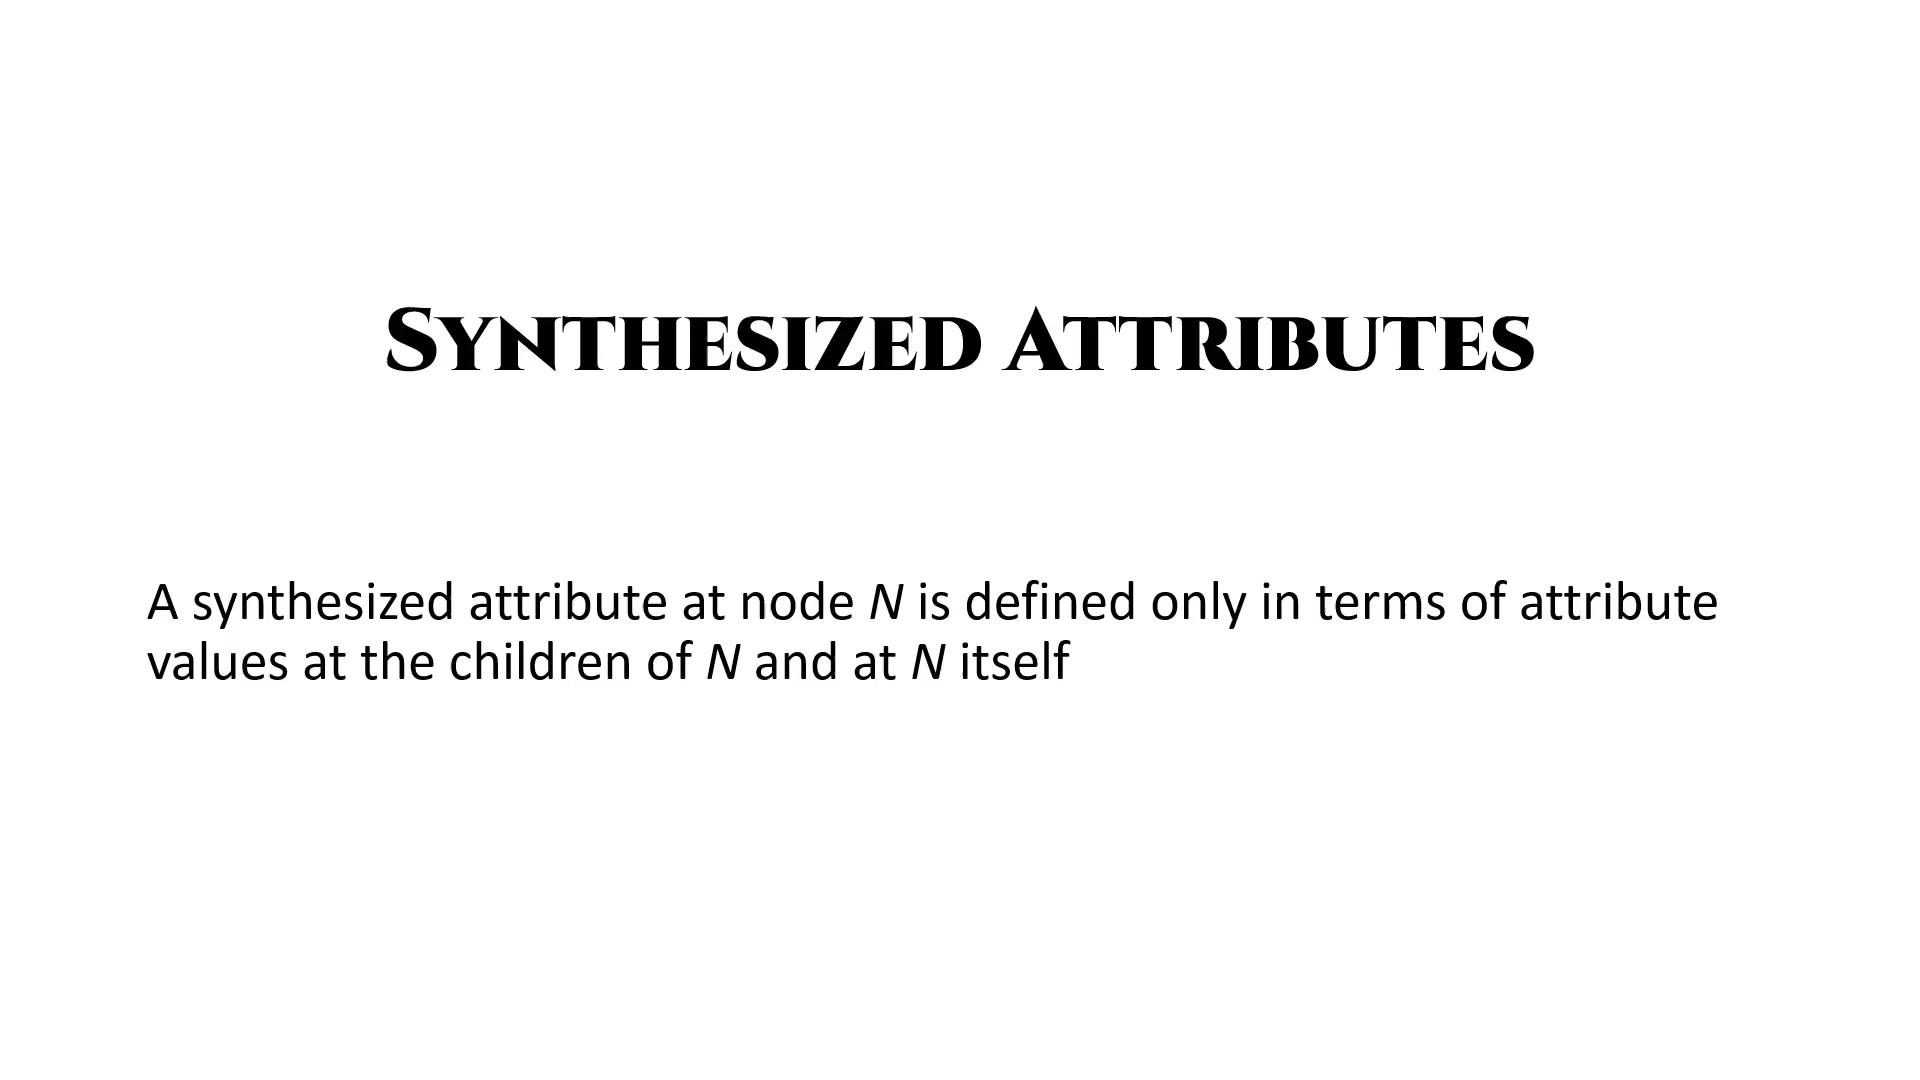 Synthesized Attributes
A synthesized attribute at node N is defined only in terms of attribute
values at the children of N and at N itself